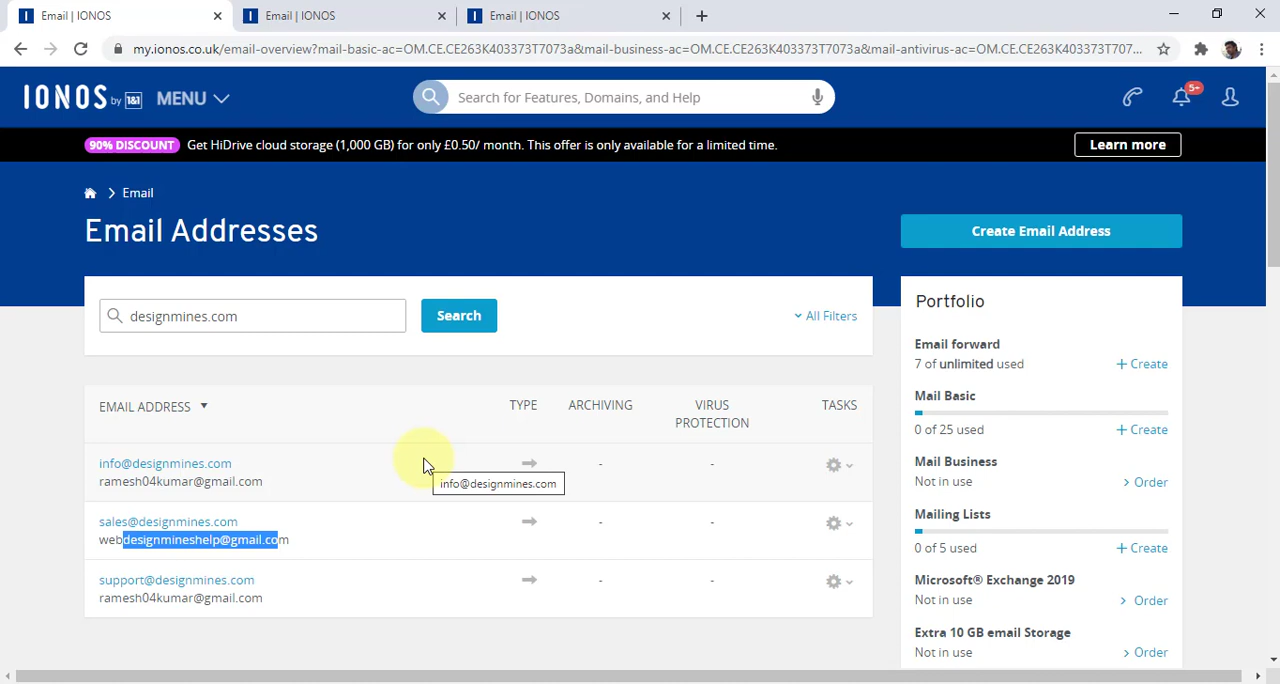 Email | IONOS
Email | IONOS
Email | IONOS
my.ionos.co.uk/email-overview?mail-basic-ac=OM.CE.CE263K403373T7073a&mail-business-ac=OM.CE.CE263K403373T7073a&mail-antivirus-ac=OM.CE.CE263K403373T707...
IONOS by 1&1 MENU
Search for Features, Domains, and Help
5+
90% DISCOUNT Get HiDrive cloud storage (1,000 GB) for only £0.50/ month. This offer is only available for a limited time.
Learn more
Email
Email Addresses
Create Email Address
designmines.com
Search
All Filters
EMAIL ADDRESS
TYPE
ARCHIVING
VIRUS
PROTECTION
TASKS
info@designmines.com
ramesh04kumar@gmail.com
- -
info@designmines.com
sales@designmines.com
webdesignmineshelp@gmail.com
- -
support@designmines.com
ramesh04kumar@gmail.com
- -
Portfolio
Email forward
7 of unlimited used + Create
Mail Basic
0 of 25 used + Create
Mail Business
Not in use > Order
Mailing Lists
0 of 5 used + Create
Microsoft® Exchange 2019
Not in use > Order
Extra 10 GB email Storage
Not in use > Order